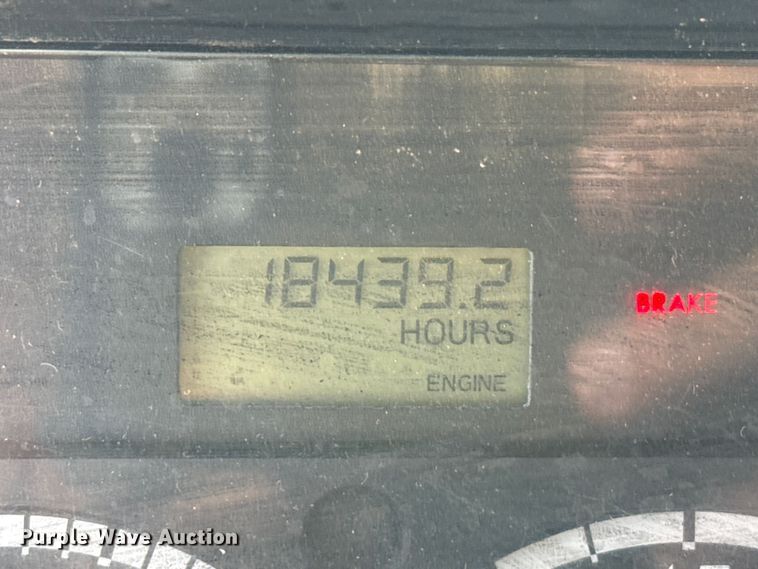 18439.2
HOURS
BRAKE
ENGINE
Purple Wave Auction